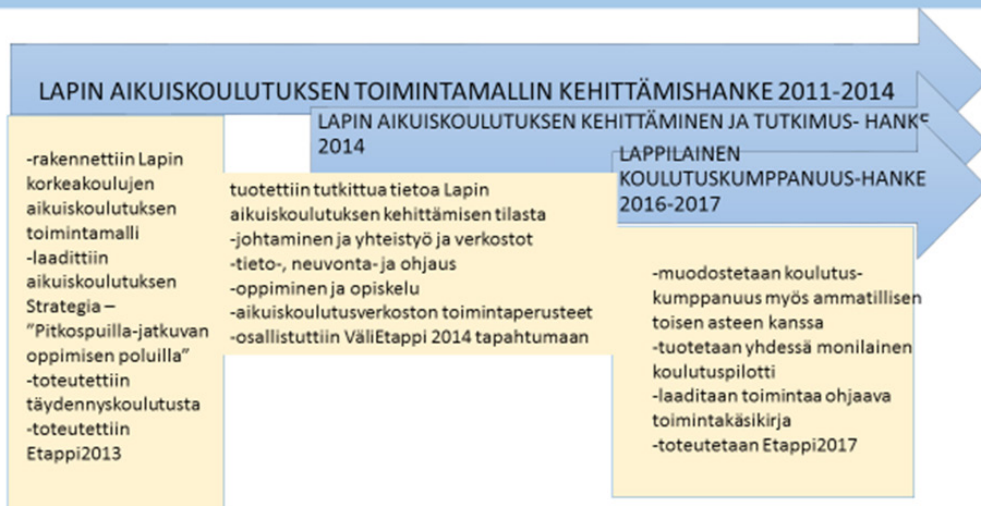 LAPIN AIKUISKOULUTUKSEN TOIMINTAMALLIN KEHITTÄMISHANKE 2011-2014
-rakennettiin Lapin
korkeakoulujen
aikuiskoulutuksen
toimintamalli
-laadittiin
aikuiskoulutuksen
Strategia –
"Pitkospuilla-jatkuvan
oppimisen poluilla"
-toteutettiin
täydennyskoulutusta
-toteutettiin
Etappi2013
LAPIN AIKUISKOULUTUKSEN KEHITTÄMINEN JA TUTKIMUS- HANKE
2014
tuotettiin tutkittua tietoa Lapin
aikuiskoulutuksen kehittämisen tilasta
-johtaminen ja yhteistyö ja verkostot
-tieto-, neuvonta- ja ohjaus
-oppiminen ja opiskelu
-aikuiskoulutusverkoston toimintaperusteet
-osallistuttiin VäliEtappi 2014 tapahtumaan
LAPPILAINEN
KOULUTUSKUMPPANUUS-HANKE
2016-2017
-muodostetaan koulutus-
kumppanuus myös ammatillisen
toisen asteen kanssa
-tuotetaan yhdessä monilainen
koulutuspilotti
-laaditaan toimintaa ohjaava
toimintakäsikirja
-toteutetaan Etappi2017